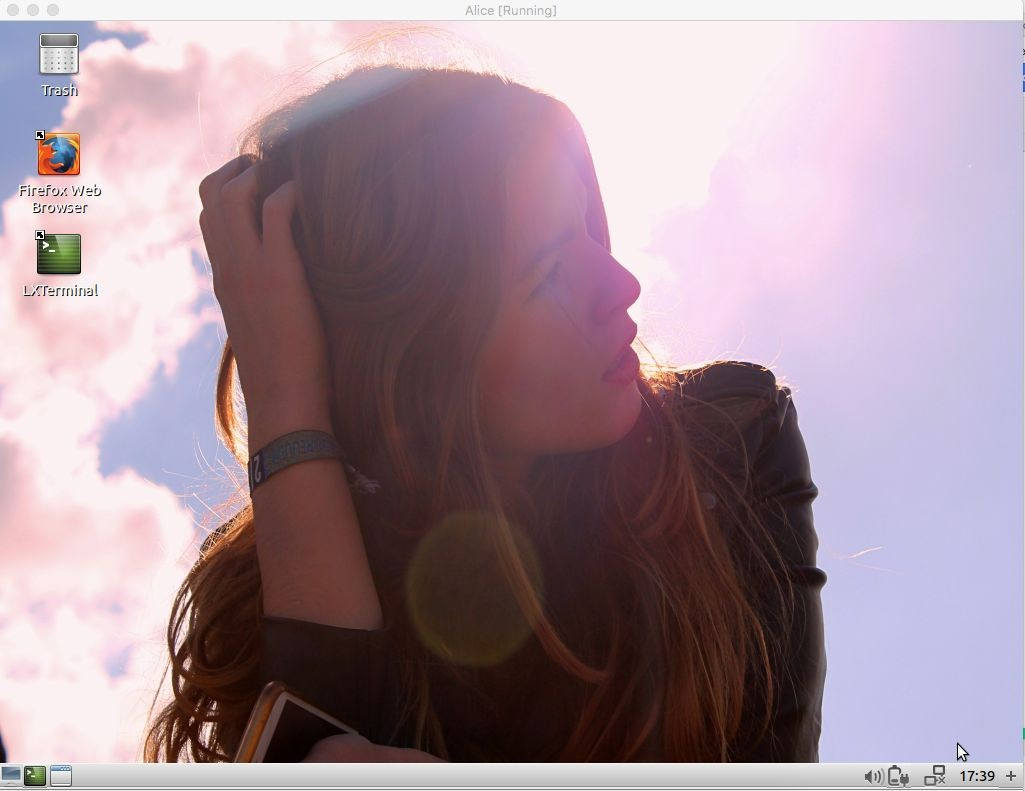 Alice [Running]
Trash
Firefox Web
Browser
LXTerminal
17:39